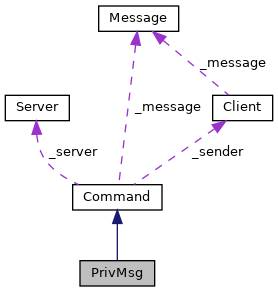 Message
_message
Server
Client
_message
_server
_sender
Command
PrivMsg